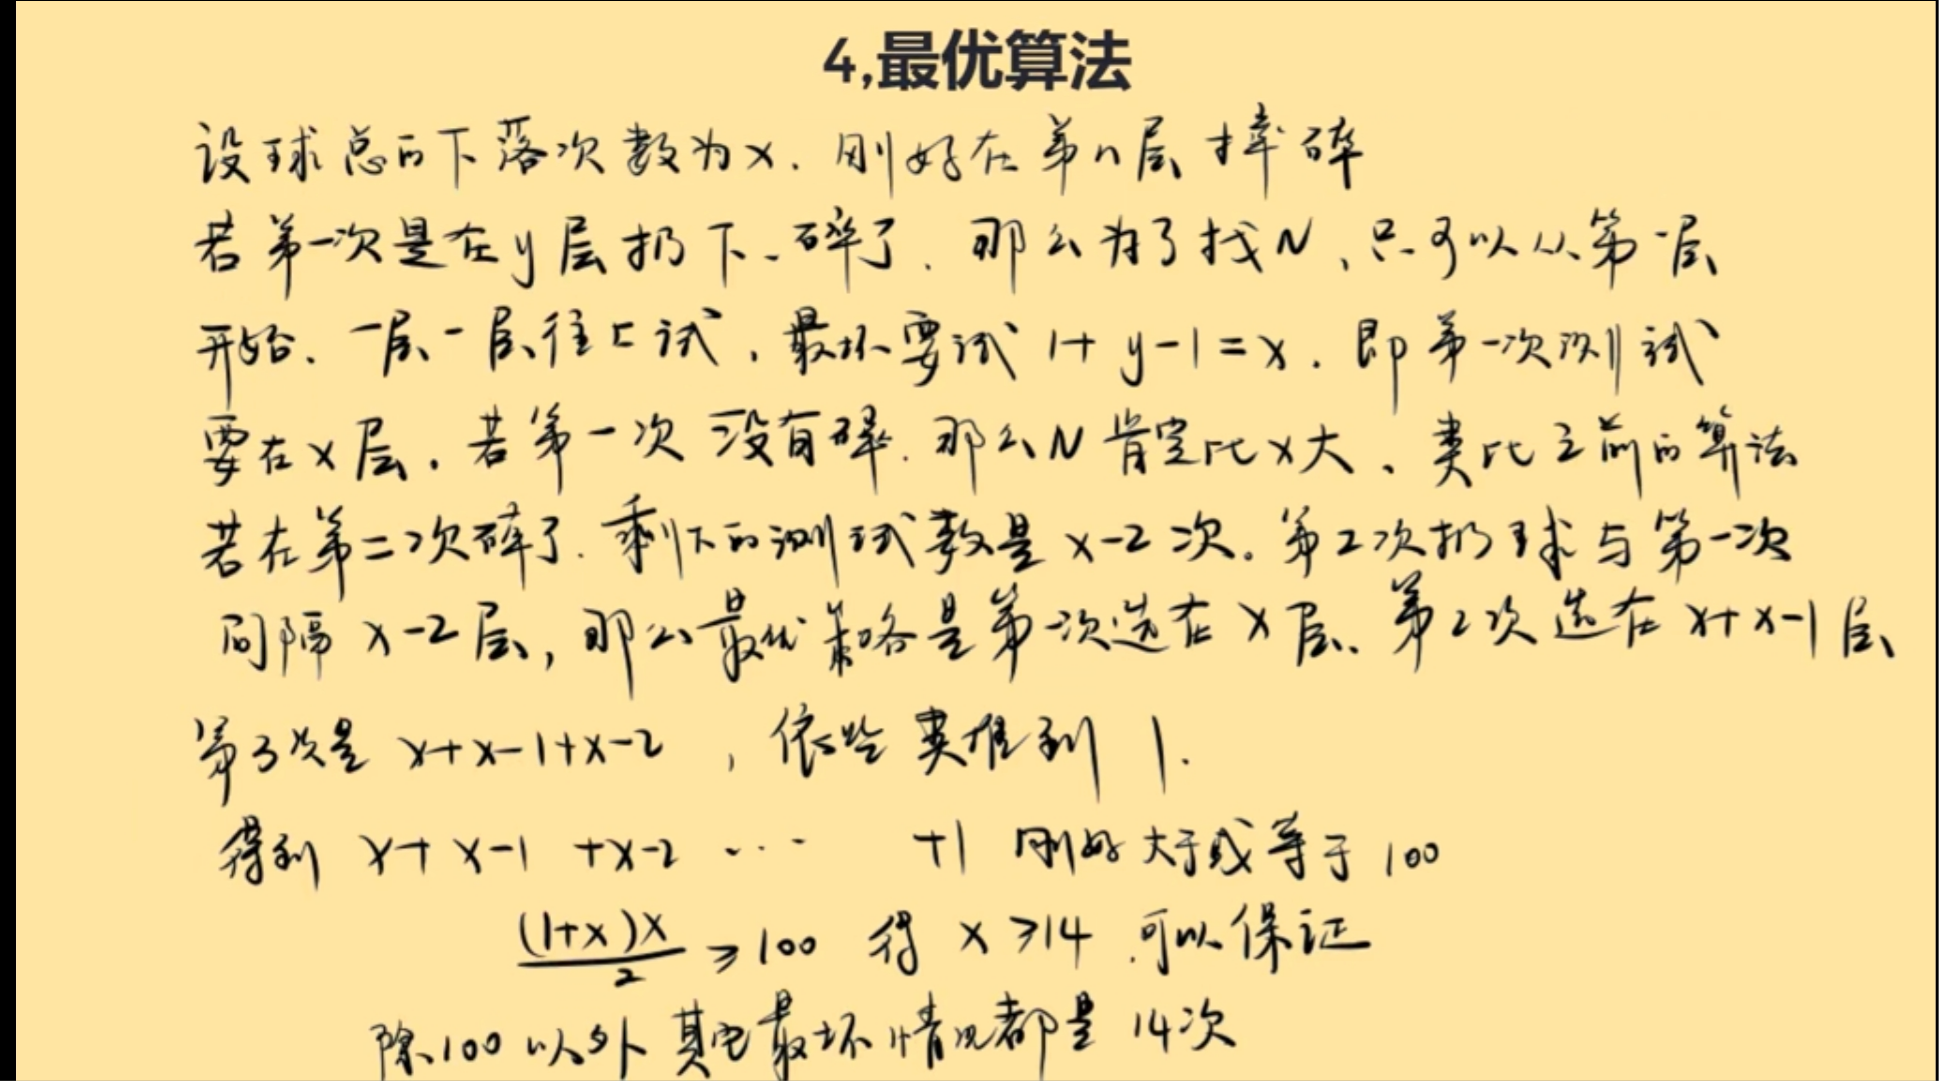 4,最优算法
设球总的下落次数为x.刚好在第n层摔碎
若第一次是在y层扔下、碎了.那么为了找N、只可以从第一层
开始、一层一层往上试、最坏要试1+y-1=x.即第一次测试
要在x层.若第一次没有碎.那么N肯定比x大、类比之前的算法
若在第二次碎了.剩下的测试数是x-2次。第2次扔球与第一次
间隔x-2层,那么最优策略是第一次选在x层、第2次选在x+x-1层
第3次是 x+x-1+x-2 ,依些类推到 1.
得到 x+x-1 +x-2 ... +1 刚好大于或等于100
(1+x)x/2 ≥100 得 x≥14 可以保证
除100以外 其它最坏情况都是14次